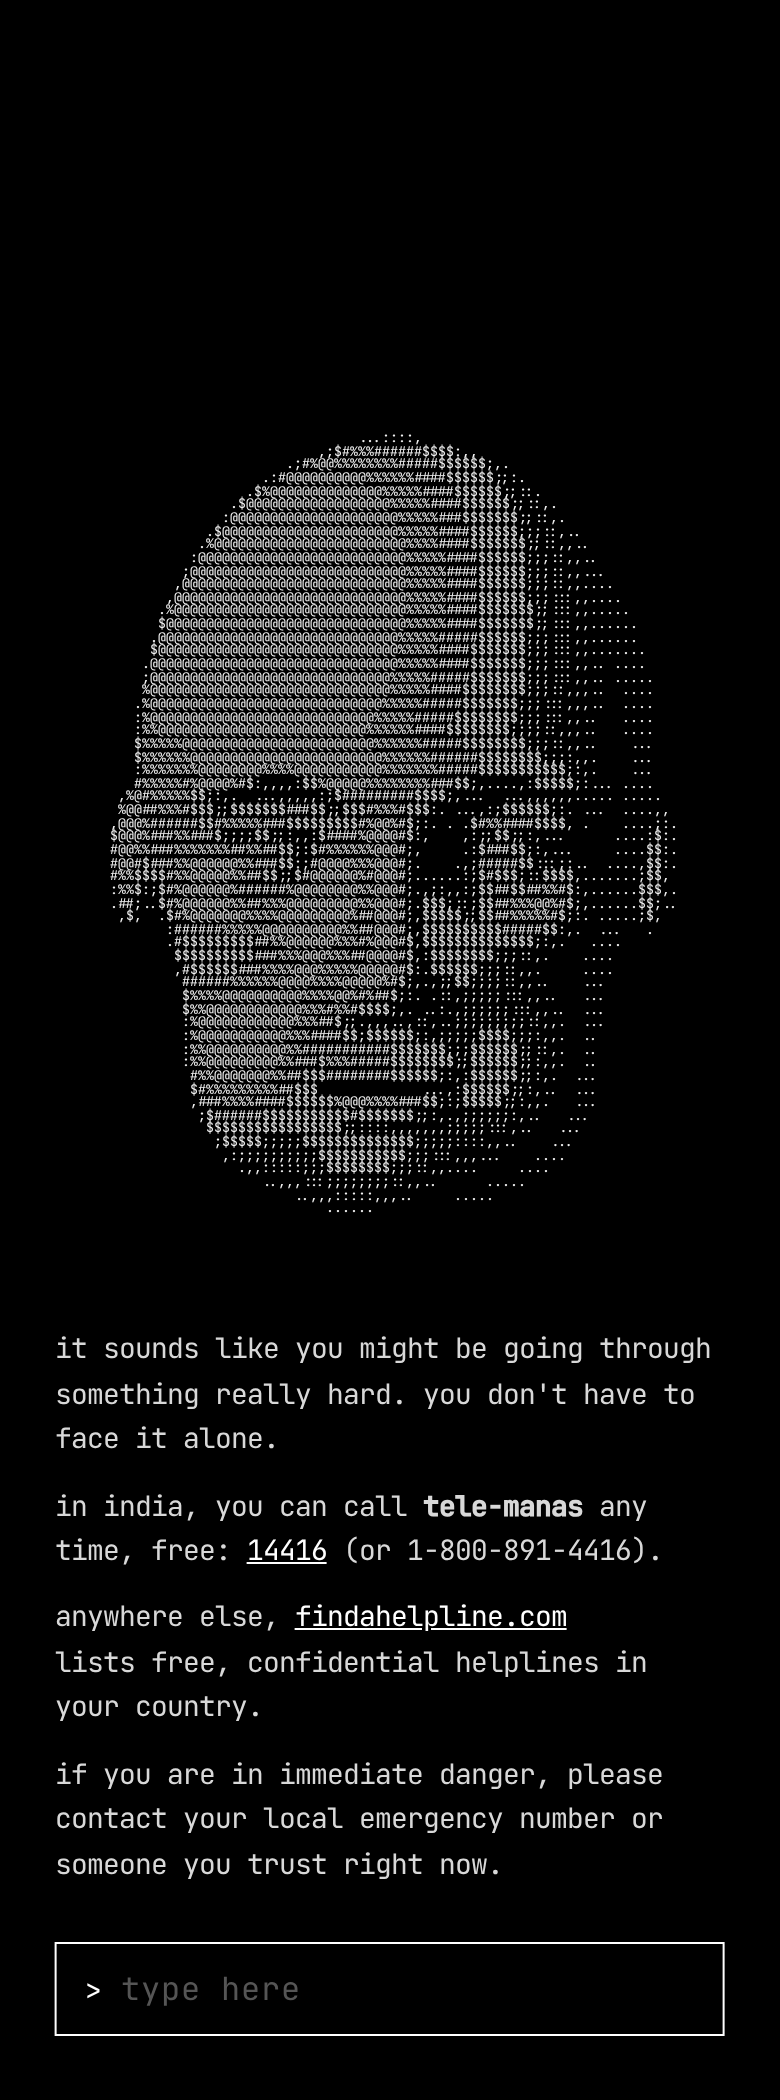 it sounds like you might be going through
something really hard. you don't have to
face it alone.
in india, you can call tele-manas any
time, free: 14416 (or 1-800-891-4416).
anywhere else, findahelpline.com
lists free, confidential helplines in
your country.
if you are in immediate danger, please
contact your local emergency number or
someone you trust right now.
> type here